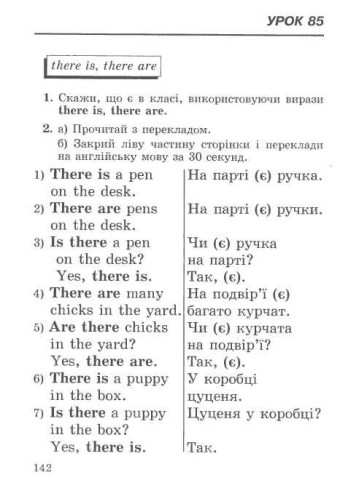 УРОК 85
there is, there are
1. Скажи, що є в класі, використовуючи вирази
there is, there are.
2. а) Прочитай з перекладом.
б) Закрий ліву частину сторінки і переклади
на англійську мову за 30 секунд.
1) There is a pen На парті (є) ручка.
on the desk.
2) There are pens На парті (є) ручки.
on the desk.
3) Is there a pen Чи (є) ручка
on the desk? на парті?
Yes, there is. Так, (є).
4) There are many На подвір'ї (є)
chicks in the yard. багато курчат.
5) Are there chicks Чи (є) курчата
in the yard? на подвір'ї?
Yes, there are. Так, (є).
6) There is a puppy У коробці
in the box. цуценя.
7) Is there a puppy Цуценя у коробці?
in the box?
Yes, there is. Так.
142